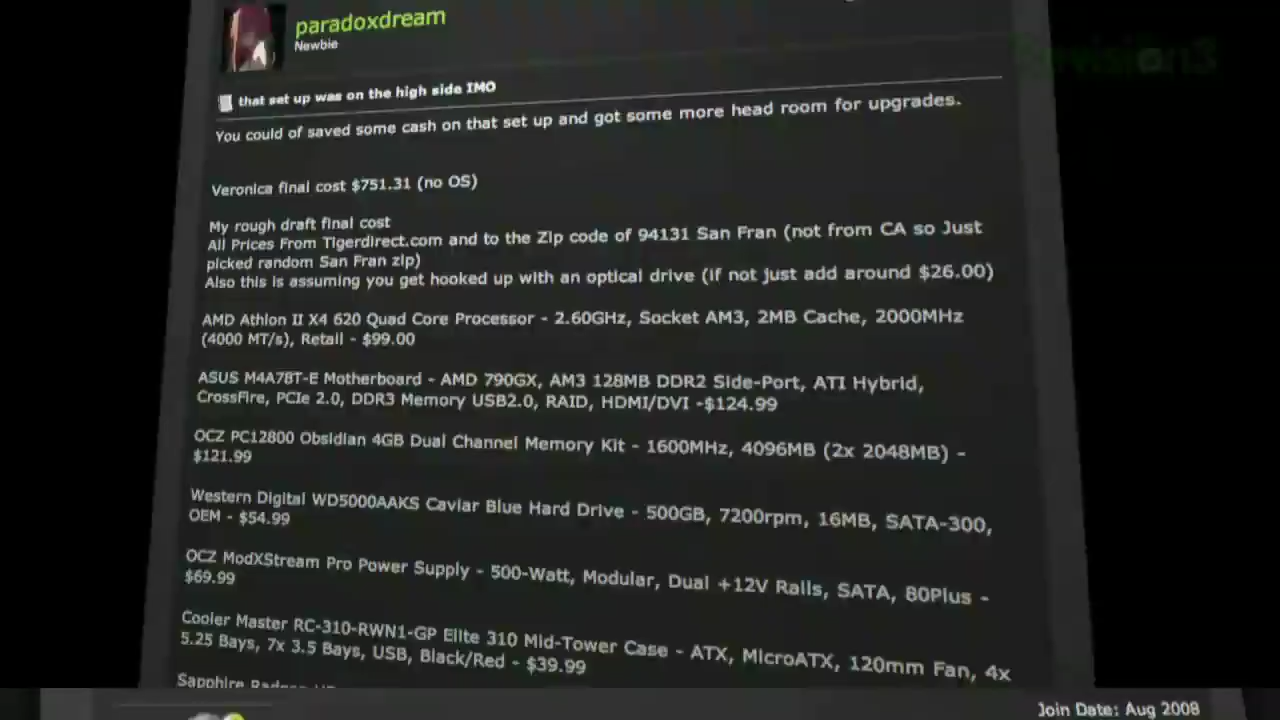 paradoxdream
Newbie
that set up was on the high side IMO
You could of saved some cash on that set up and got some more head room for upgrades.
Veronica final cost $751.31 (no OS)
My rough draft final cost
All Prices From Tigerdirect.com and to the Zip code of 94131 San Fran (not from CA so Just
picked random San Fran zip)
Also this is assuming you get hooked up with an optical drive (if not just add around $26.00)
AMD Athlon II X4 620 Quad Core Processor - 2.60GHz, Socket AM3, 2MB Cache, 2000MHz
(4000 MT/s), Retail - $99.00
ASUS M4A78T-E Motherboard - AMD 790GX, AM3 128MB DDR2 Side-Port, ATI Hybrid,
CrossFire, PCIe 2.0, DDR3 Memory USB2.0, RAID, HDMI/DVI -$124.99
OCZ PC12800 Obsidian 4GB Dual Channel Memory Kit - 1600MHz, 4096MB (2x 2048MB) -
$121.99
Western Digital WD5000AAKS Caviar Blue Hard Drive - 500GB, 7200rpm, 16MB, SATA-300,
OEM - $54.99
OCZ ModXStream Pro Power Supply - 500-Watt, Modular, Dual +12V Rails, SATA, 80Plus -
$69.99
Cooler Master RC-310-RWN1-GP Elite 310 Mid-Tower Case - ATX, MicroATX, 120mm Fan, 4x
5.25 Bays, 7x 3.5 Bays, USB, Black/Red - $39.99
Sapphire Radeon
Join Date: Aug 2008